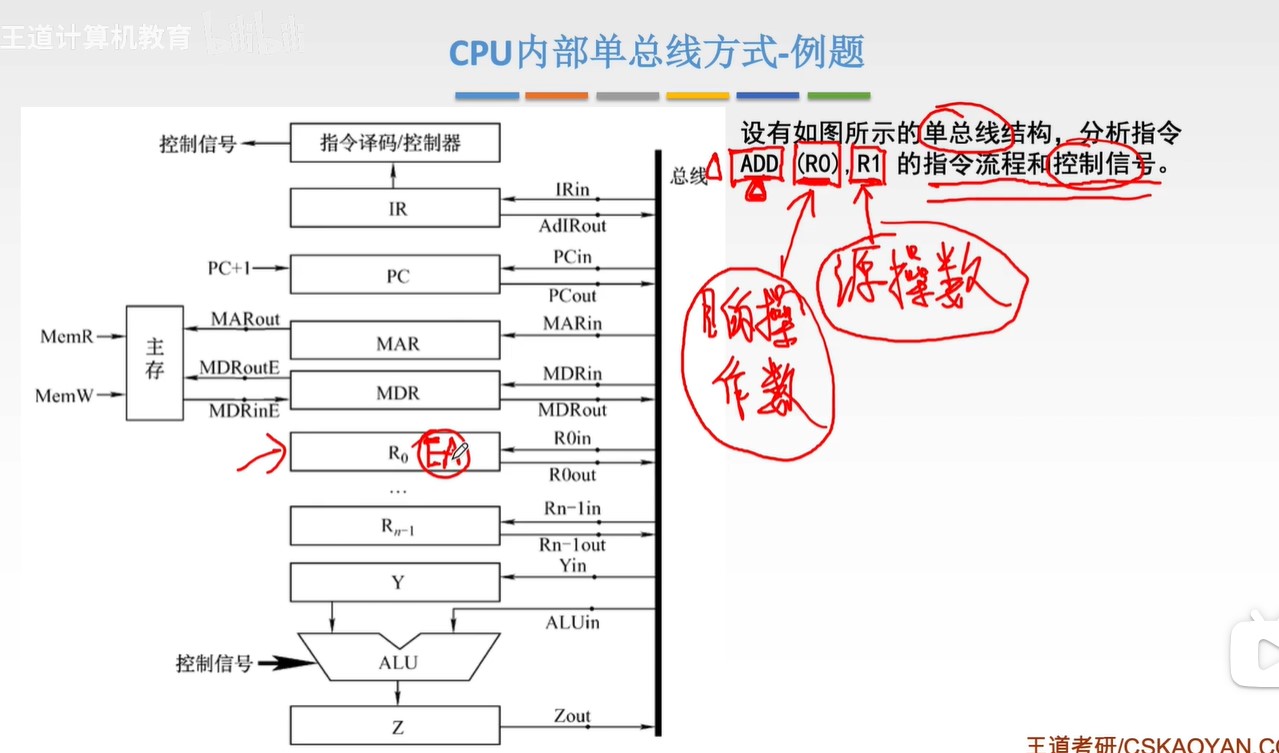 王道计算机教育 bilibili
CPU内部单总线方式-例题
设有如图所示的单总线结构，分析指令
ADD (R0),R1 的指令流程和控制信号。
控制信号
指令译码/控制器
总线
IR
IRin
AdIRout
PC+1
PC
PCin
PCout
MemR
MemW
主
存
MARout
MAR
MARin
MDRoutE
MDRinE
MDR
MDRin
MDRout
R0
EA
R0in
R0out
...
Rn-1
Rn-1in
Rn-1out
Y
Yin
ALUin
控制信号
ALU
Z
Zout
源操数
目的操
作数
王道考研/CSKAOYAN.CO